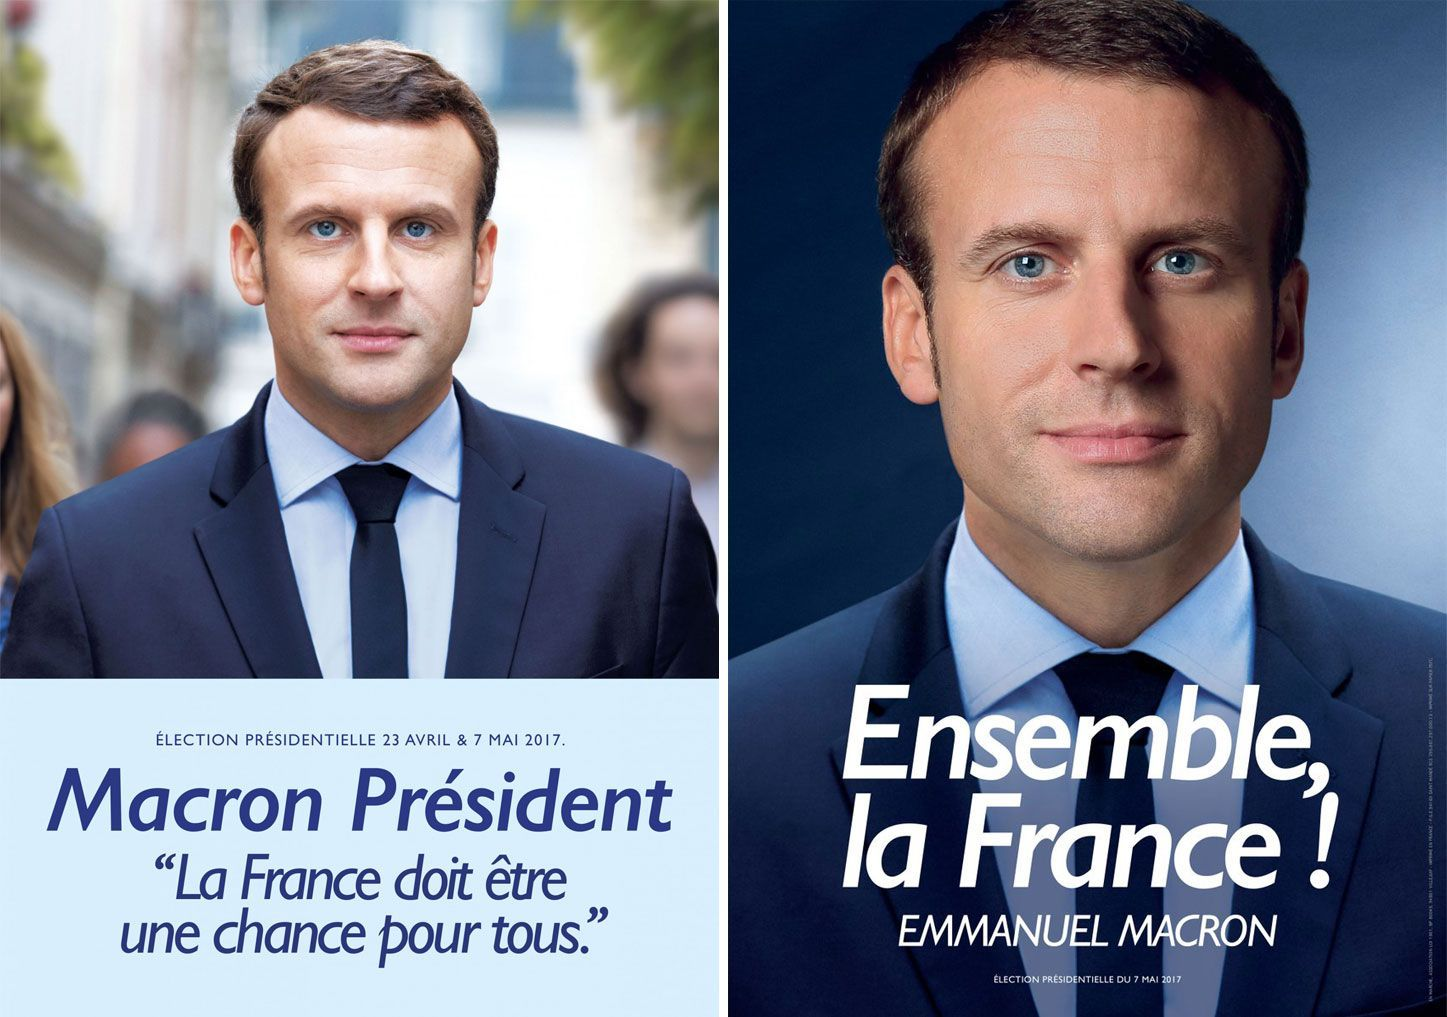 ÉLECTION PRÉSIDENTIELLE 23 AVRIL & 7 MAI 2017.
Macron Président
“La France doit être
une chance pour tous.”
Ensemble,
la France !
EMMANUEL MACRON
ÉLECTION PRÉSIDENTIELLE DU 7 MAI 2017